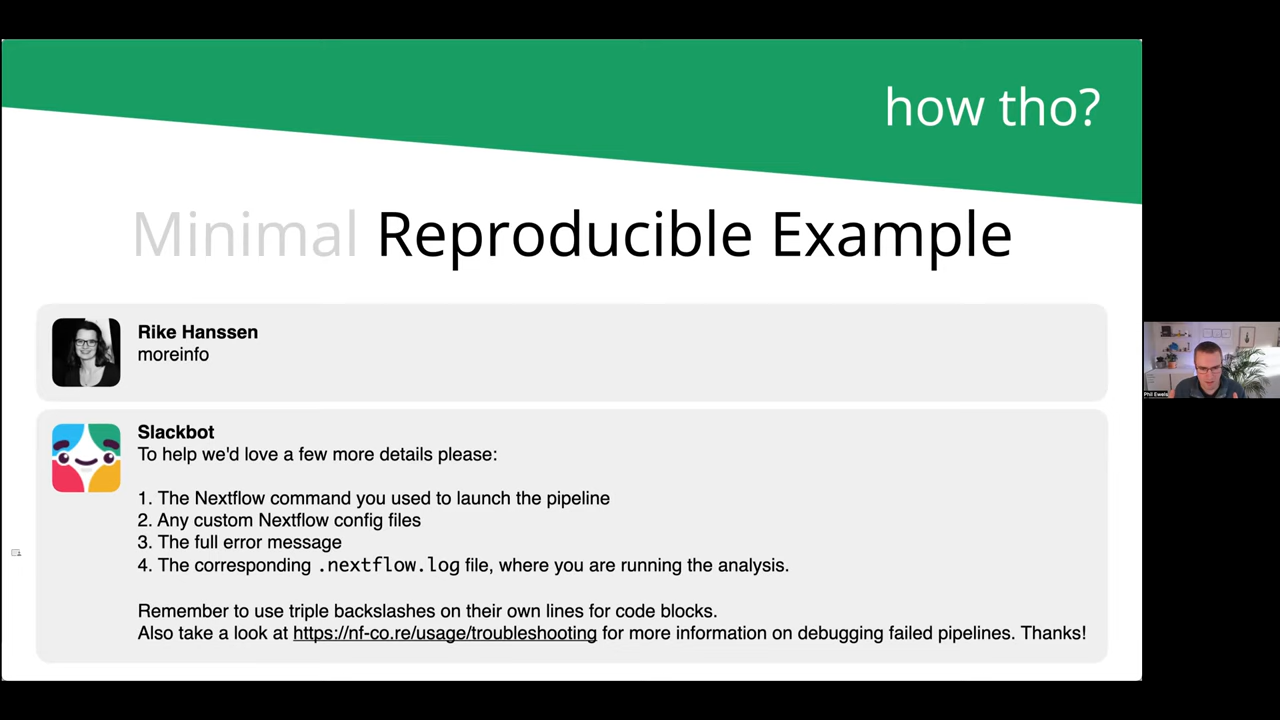 how tho?
Minimal Reproducible Example
Rike Hanssen
moreinfo
Slackbot
To help we'd love a few more details please:
1. The Nextflow command you used to launch the pipeline
2. Any custom Nextflow config files
3. The full error message
4. The corresponding .nextflow.log file, where you are running the analysis.
Remember to use triple backslashes on their own lines for code blocks.
Also take a look at https://nf-co.re/usage/troubleshooting for more information on debugging failed pipelines. Thanks!
Phil Ewels